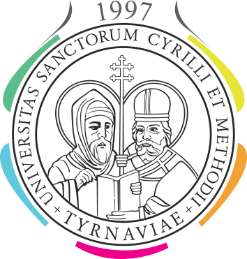 1997
UNIVERSITAS SANCTORUM CYRILLI ET METHODII
TYRNAVIAE